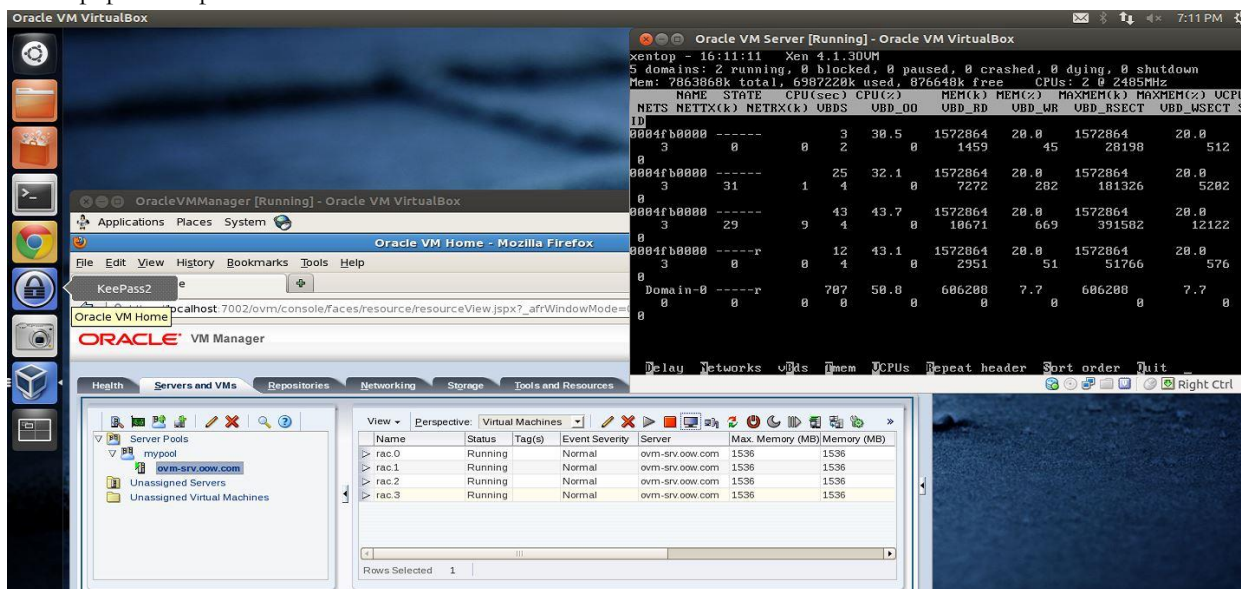 Oracle VM VirtualBox
7:11 PM
Oracle VM Server [Running] - Oracle VM VirtualBox
xentop - 16:11:11 Xen 4.1.3OVM
5 domains: 2 running, 0 blocked, 0 paused, 0 crashed, 0 dying, 0 shutdown
Mem: 7863868k total, 6987220k used, 876648k free CPUs: 2 @ 2485MHz
NAME STATE CPU(sec) CPU(%) MEM(k) MEM(%) MAXMEM(k) MAXMEM(%) VCPU
NETS NETTX(k) NETRX(k) VBDS VBD_OO VBD_RD VBD_WR VBD_RSECT VBD_WSECT S
ID
0004fb0000 ------ 3 30.5 1572864 20.0 1572864 20.0
3 0 0 2 0 1459 45 28198 512
0
0004fb0000 ------ 25 32.1 1572864 20.0 1572864 20.0
3 31 1 4 0 7272 282 181326 5202
0
0004fb0000 ------ 43 43.7 1572864 20.0 1572864 20.0
3 29 9 4 0 10671 669 391582 12122
0
0004fb0000 -----r 12 43.1 1572864 20.0 1572864 20.0
3 0 0 4 0 2951 51 51766 576
0
Domain-0 -----r 707 50.8 606208 7.7 606208 7.7
0 0 0 0 0 0 0 0 0
0
Delay Networks vBds Tmem VCPUs Repeat header Sort order Quit _
Right Ctrl
OracleVMManager [Running] - Oracle VM VirtualBox
Applications Places System
Oracle VM Home - Mozilla Firefox
File Edit View History Bookmarks Tools Help
KeePass2
e
localhost:7002/ovm/console/faces/resource/resourceView.jspx?_afrWindowMode=
Oracle VM Home
ORACLE VM Manager
Health Servers and VMs Repositories Networking Storage Tools and Resources
View Perspective: Virtual Machines »
Server Pools
mypool
ovm-srv.oow.com
Unassigned Servers
Unassigned Virtual Machines
Name Status Tag(s) Event Severity Server Max. Memory (MB) Memory (MB)
rac.0 Running Normal ovm-srv.oow.com 1536 1536
rac.1 Running Normal ovm-srv.oow.com 1536 1536
rac.2 Running Normal ovm-srv.oow.com 1536 1536
rac.3 Running Normal ovm-srv.oow.com 1536 1536
Rows Selected 1